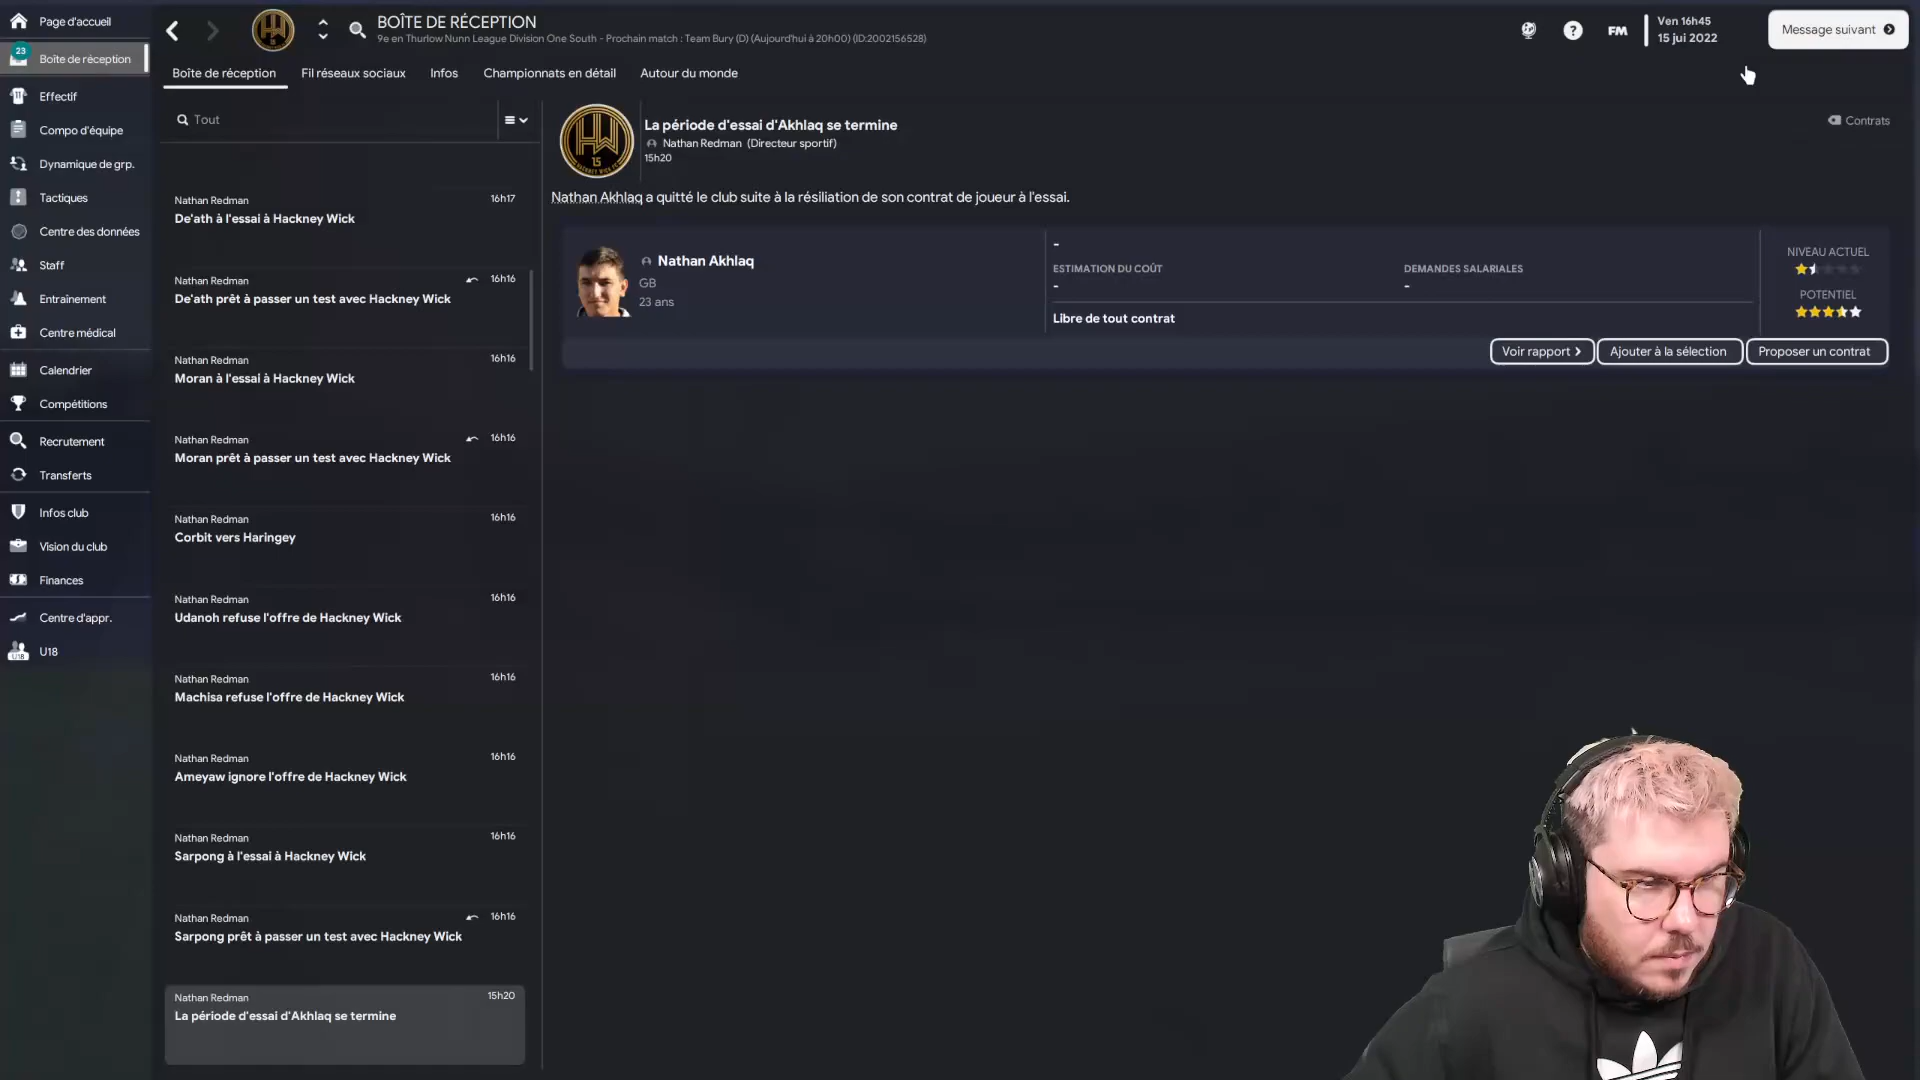 Page d'accueil
23
Boîte de réception
Effectif
Compo d'équipe
Dynamique de grp.
Tactiques
Centre des données
Staff
Entraînement
Centre médical
Calendrier
Compétitions
Recrutement
Transferts
Infos club
Vision du club
Finances
Centre d'appr.
U18
U18
HW
BOÎTE DE RÉCEPTION
9e en Thurlow Nunn League Division One South - Prochain match : Team Bury (D) (Aujourd'hui à 20h00) (ID:2002156528)
?
FM
Ven 16h45
15 jui 2022
Message suivant
Boîte de réception
Fil réseaux sociaux
Infos
Championnats en détail
Autour du monde
Tout
Nathan Redman
16h17
De'ath à l'essai à Hackney Wick
Nathan Redman
16h16
De'ath prêt à passer un test avec Hackney Wick
Nathan Redman
16h16
Moran à l'essai à Hackney Wick
Nathan Redman
16h16
Moran prêt à passer un test avec Hackney Wick
Nathan Redman
16h16
Corbit vers Haringey
Nathan Redman
16h16
Udanoh refuse l'offre de Hackney Wick
Nathan Redman
16h16
Machisa refuse l'offre de Hackney Wick
Nathan Redman
16h16
Ameyaw ignore l'offre de Hackney Wick
Nathan Redman
16h16
Sarpong à l'essai à Hackney Wick
Nathan Redman
16h16
Sarpong prêt à passer un test avec Hackney Wick
Nathan Redman
15h20
La période d'essai d'Akhlaq se termine
HW
15
HACKNEY WICK FC
La période d'essai d'Akhlaq se termine
Nathan Redman (Directeur sportif)
15h20
Contrats
Nathan Akhlaq a quitté le club suite à la résiliation de son contrat de joueur à l'essai.
Nathan Akhlaq
GB
23 ans
-
ESTIMATION DU COÛT
-
DEMANDES SALARIALES
-
Libre de tout contrat
NIVEAU ACTUEL
POTENTIEL
Voir rapport
Ajouter à la sélection
Proposer un contrat